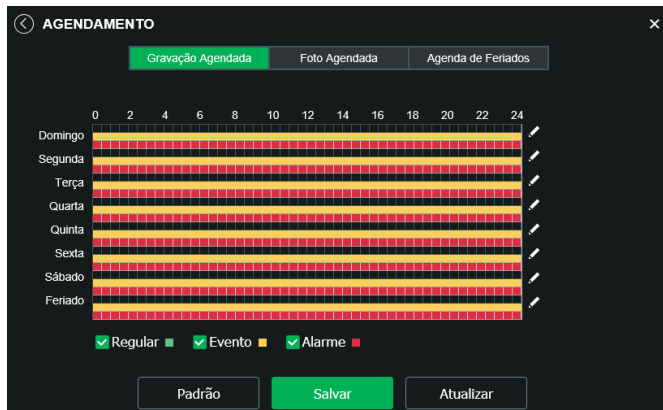 AGENDAMENTO
Gravação Agendada Foto Agendada Agenda de Feriados
0 2 4 6 8 10 12 14 16 18 20 22 24
Domingo
Segunda
Terça
Quarta
Quinta
Sexta
Sábado
Feriado
Regular Evento Alarme
Padrão Salvar Atualizar